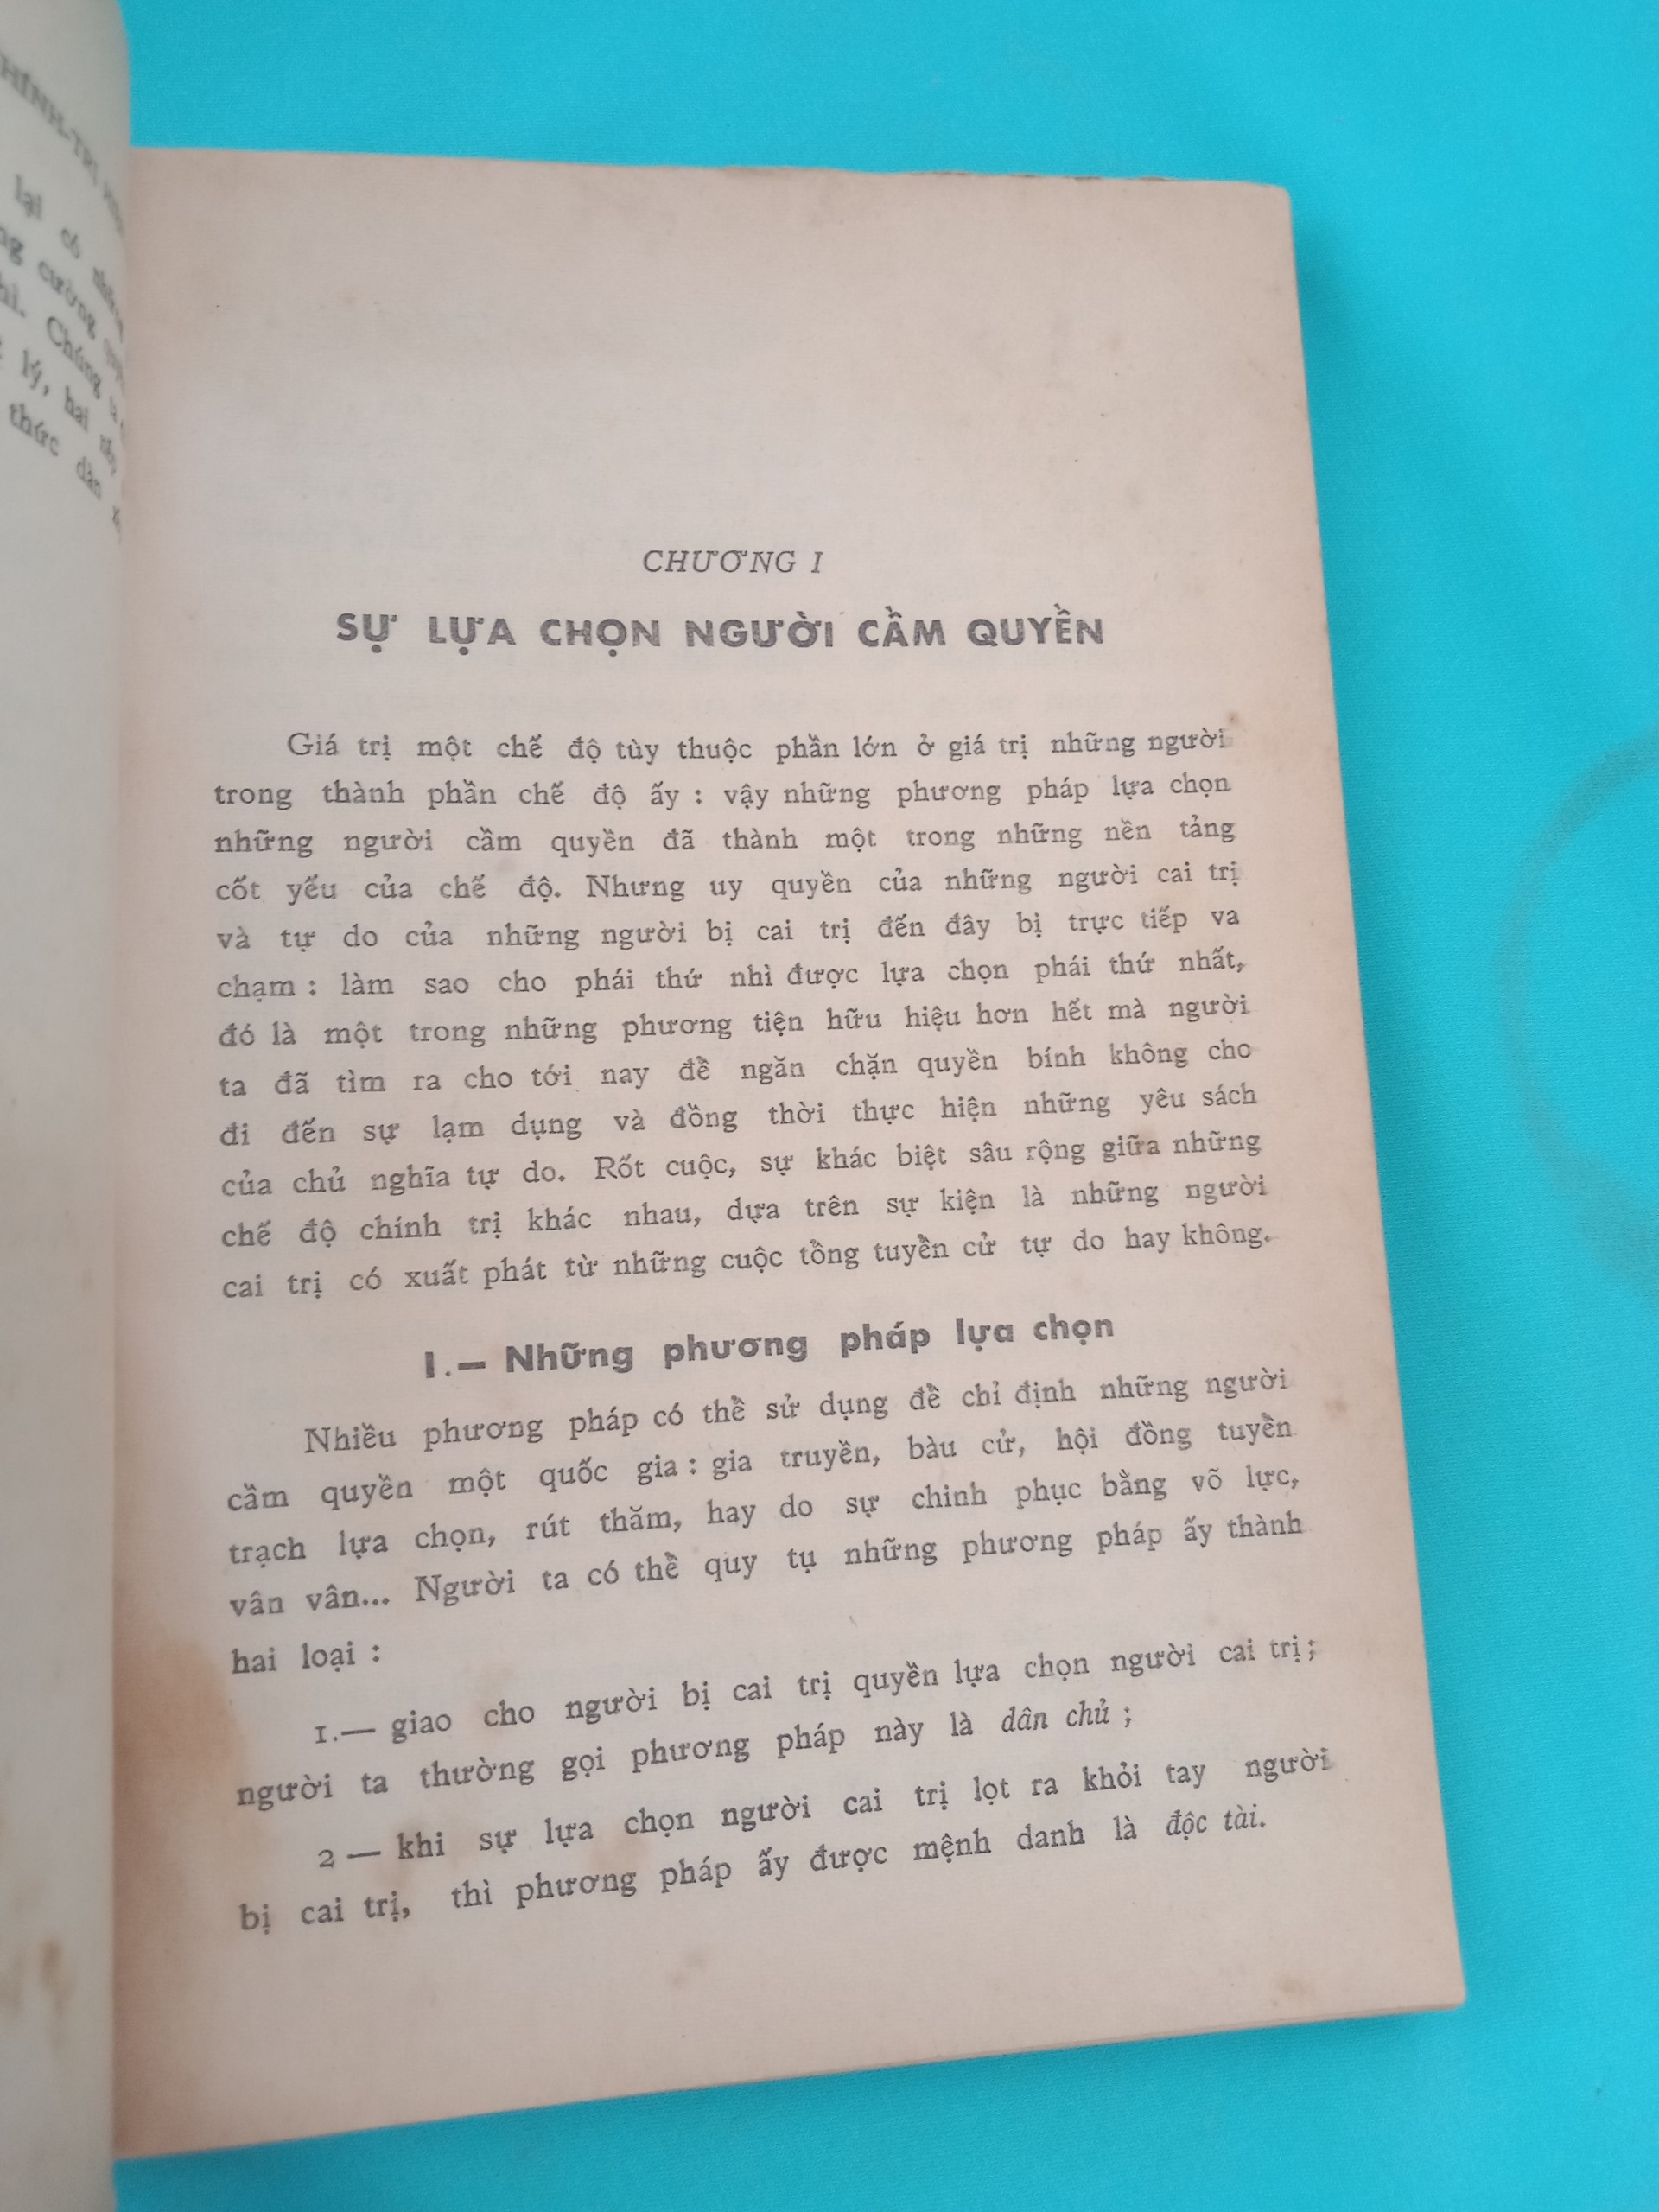 lại có
cường
Chúng
lý, hai
thức dân
CHƯƠNG I
SỰ LỰA CHỌN NGƯỜI CẦM QUYỀN
Giá trị một chế độ tùy thuộc phần lớn ở giá trị những người
trong thành phần chế độ ấy : vậy những phương pháp lựa chọn
những người cầm quyền đã thành một trong những nền tảng
cốt yếu của chế độ. Nhưng uy quyền của những người cai trị
và tự do của những người bị cai trị đến đây bị trực tiếp va
chạm : làm sao cho phái thứ nhì được lựa chọn phái thứ nhất,
đó là một trong những phương tiện hữu hiệu hơn hết mà người
ta đã tìm ra cho tới nay để ngăn chặn quyền bính không cho
đi đến sự lạm dụng và đồng thời thực hiện những yêu sách
của chủ nghĩa tự do. Rốt cuộc, sự khác biệt sâu rộng giữa những
chế độ chính trị khác nhau, dựa trên sự kiện là những người
cai trị có xuất phát từ những cuộc tổng tuyển cử tự do hay không.
I.— Những phương pháp lựa chọn
Nhiều phương pháp có thể sử dụng để chỉ định những người
cầm quyền một quốc gia : gia truyền, bàu cử, hội đồng tuyển
trạch lựa chọn, rút thăm, hay do sự chinh phục bằng võ lực,
vân vân... Người ta có thể quy tụ những phương pháp ấy thành
hai loại :
1.— giao cho người bị cai trị quyền lựa chọn người cai trị ;
người ta thường gọi phương pháp này là dân chủ ;
2 — khi sự lựa chọn người cai trị lọt ra khỏi tay người
bị cai trị, thì phương pháp ấy được mệnh danh là độc tài.